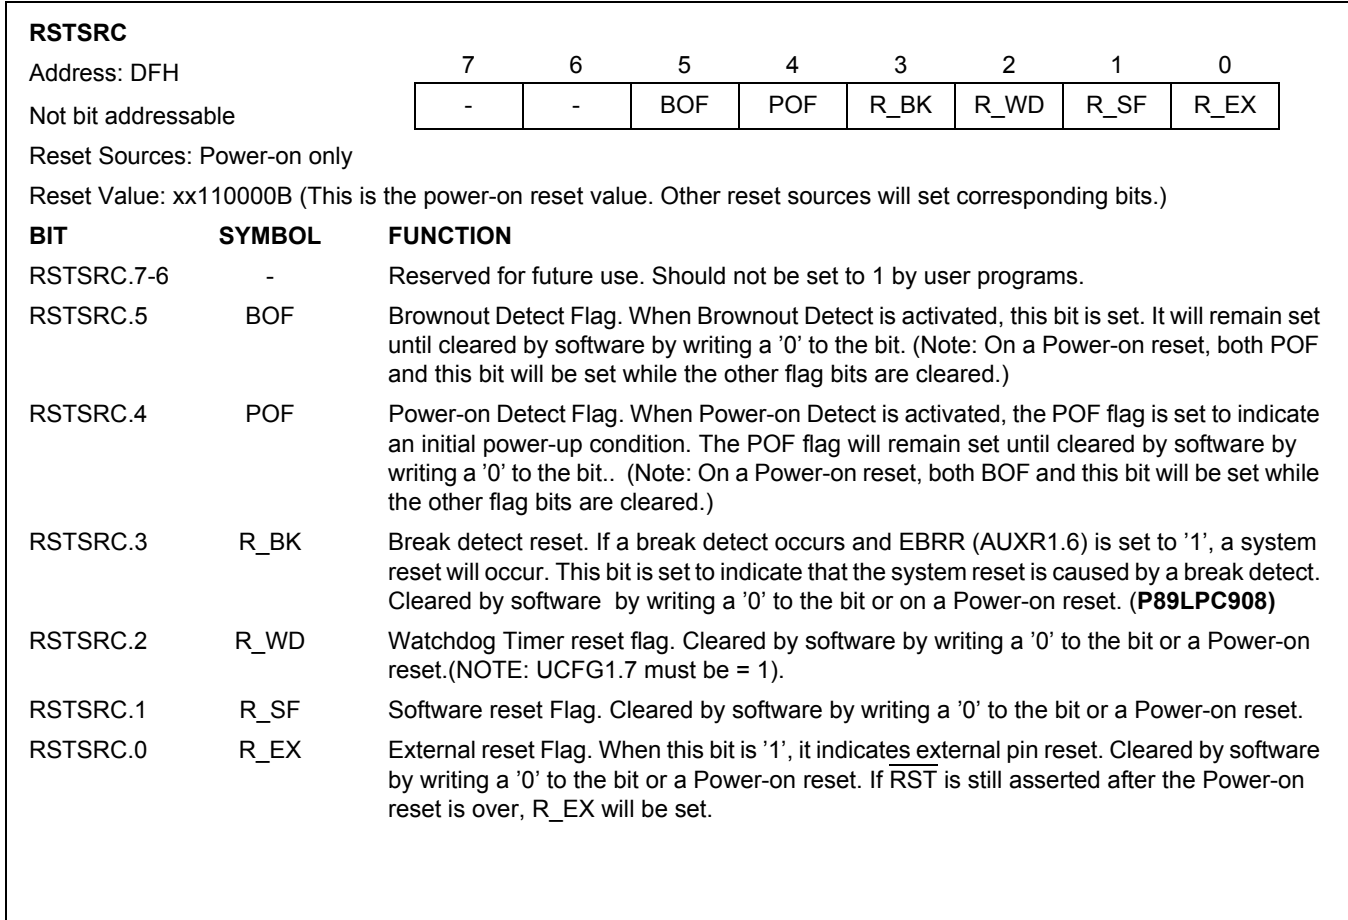 RSTSRC
Address: DFH
7 6 5 4 3 2 1 0
Not bit addressable
- - BOF POF R_BK R_WD R_SF R_EX
Reset Sources: Power-on only
Reset Value: xx110000B (This is the power-on reset value. Other reset sources will set corresponding bits.)
BIT SYMBOL FUNCTION
RSTSRC.7-6 - Reserved for future use. Should not be set to 1 by user programs.
RSTSRC.5 BOF Brownout Detect Flag. When Brownout Detect is activated, this bit is set. It will remain set
until cleared by software by writing a ’0’ to the bit. (Note: On a Power-on reset, both POF
and this bit will be set while the other flag bits are cleared.)
RSTSRC.4 POF Power-on Detect Flag. When Power-on Detect is activated, the POF flag is set to indicate
an initial power-up condition. The POF flag will remain set until cleared by software by
writing a ’0’ to the bit.. (Note: On a Power-on reset, both BOF and this bit will be set while
the other flag bits are cleared.)
RSTSRC.3 R_BK Break detect reset. If a break detect occurs and EBRR (AUXR1.6) is set to '1', a system
reset will occur. This bit is set to indicate that the system reset is caused by a break detect.
Cleared by software by writing a ’0’ to the bit or on a Power-on reset. (P89LPC908)
RSTSRC.2 R_WD Watchdog Timer reset flag. Cleared by software by writing a ’0’ to the bit or a Power-on
reset.(NOTE: UCFG1.7 must be = 1).
RSTSRC.1 R_SF Software reset Flag. Cleared by software by writing a ’0’ to the bit or a Power-on reset.
RSTSRC.0 R_EX External reset Flag. When this bit is '1', it indicates external pin reset. Cleared by software
by writing a ’0’ to the bit or a Power-on reset. If RST is still asserted after the Power-on
reset is over, R_EX will be set.